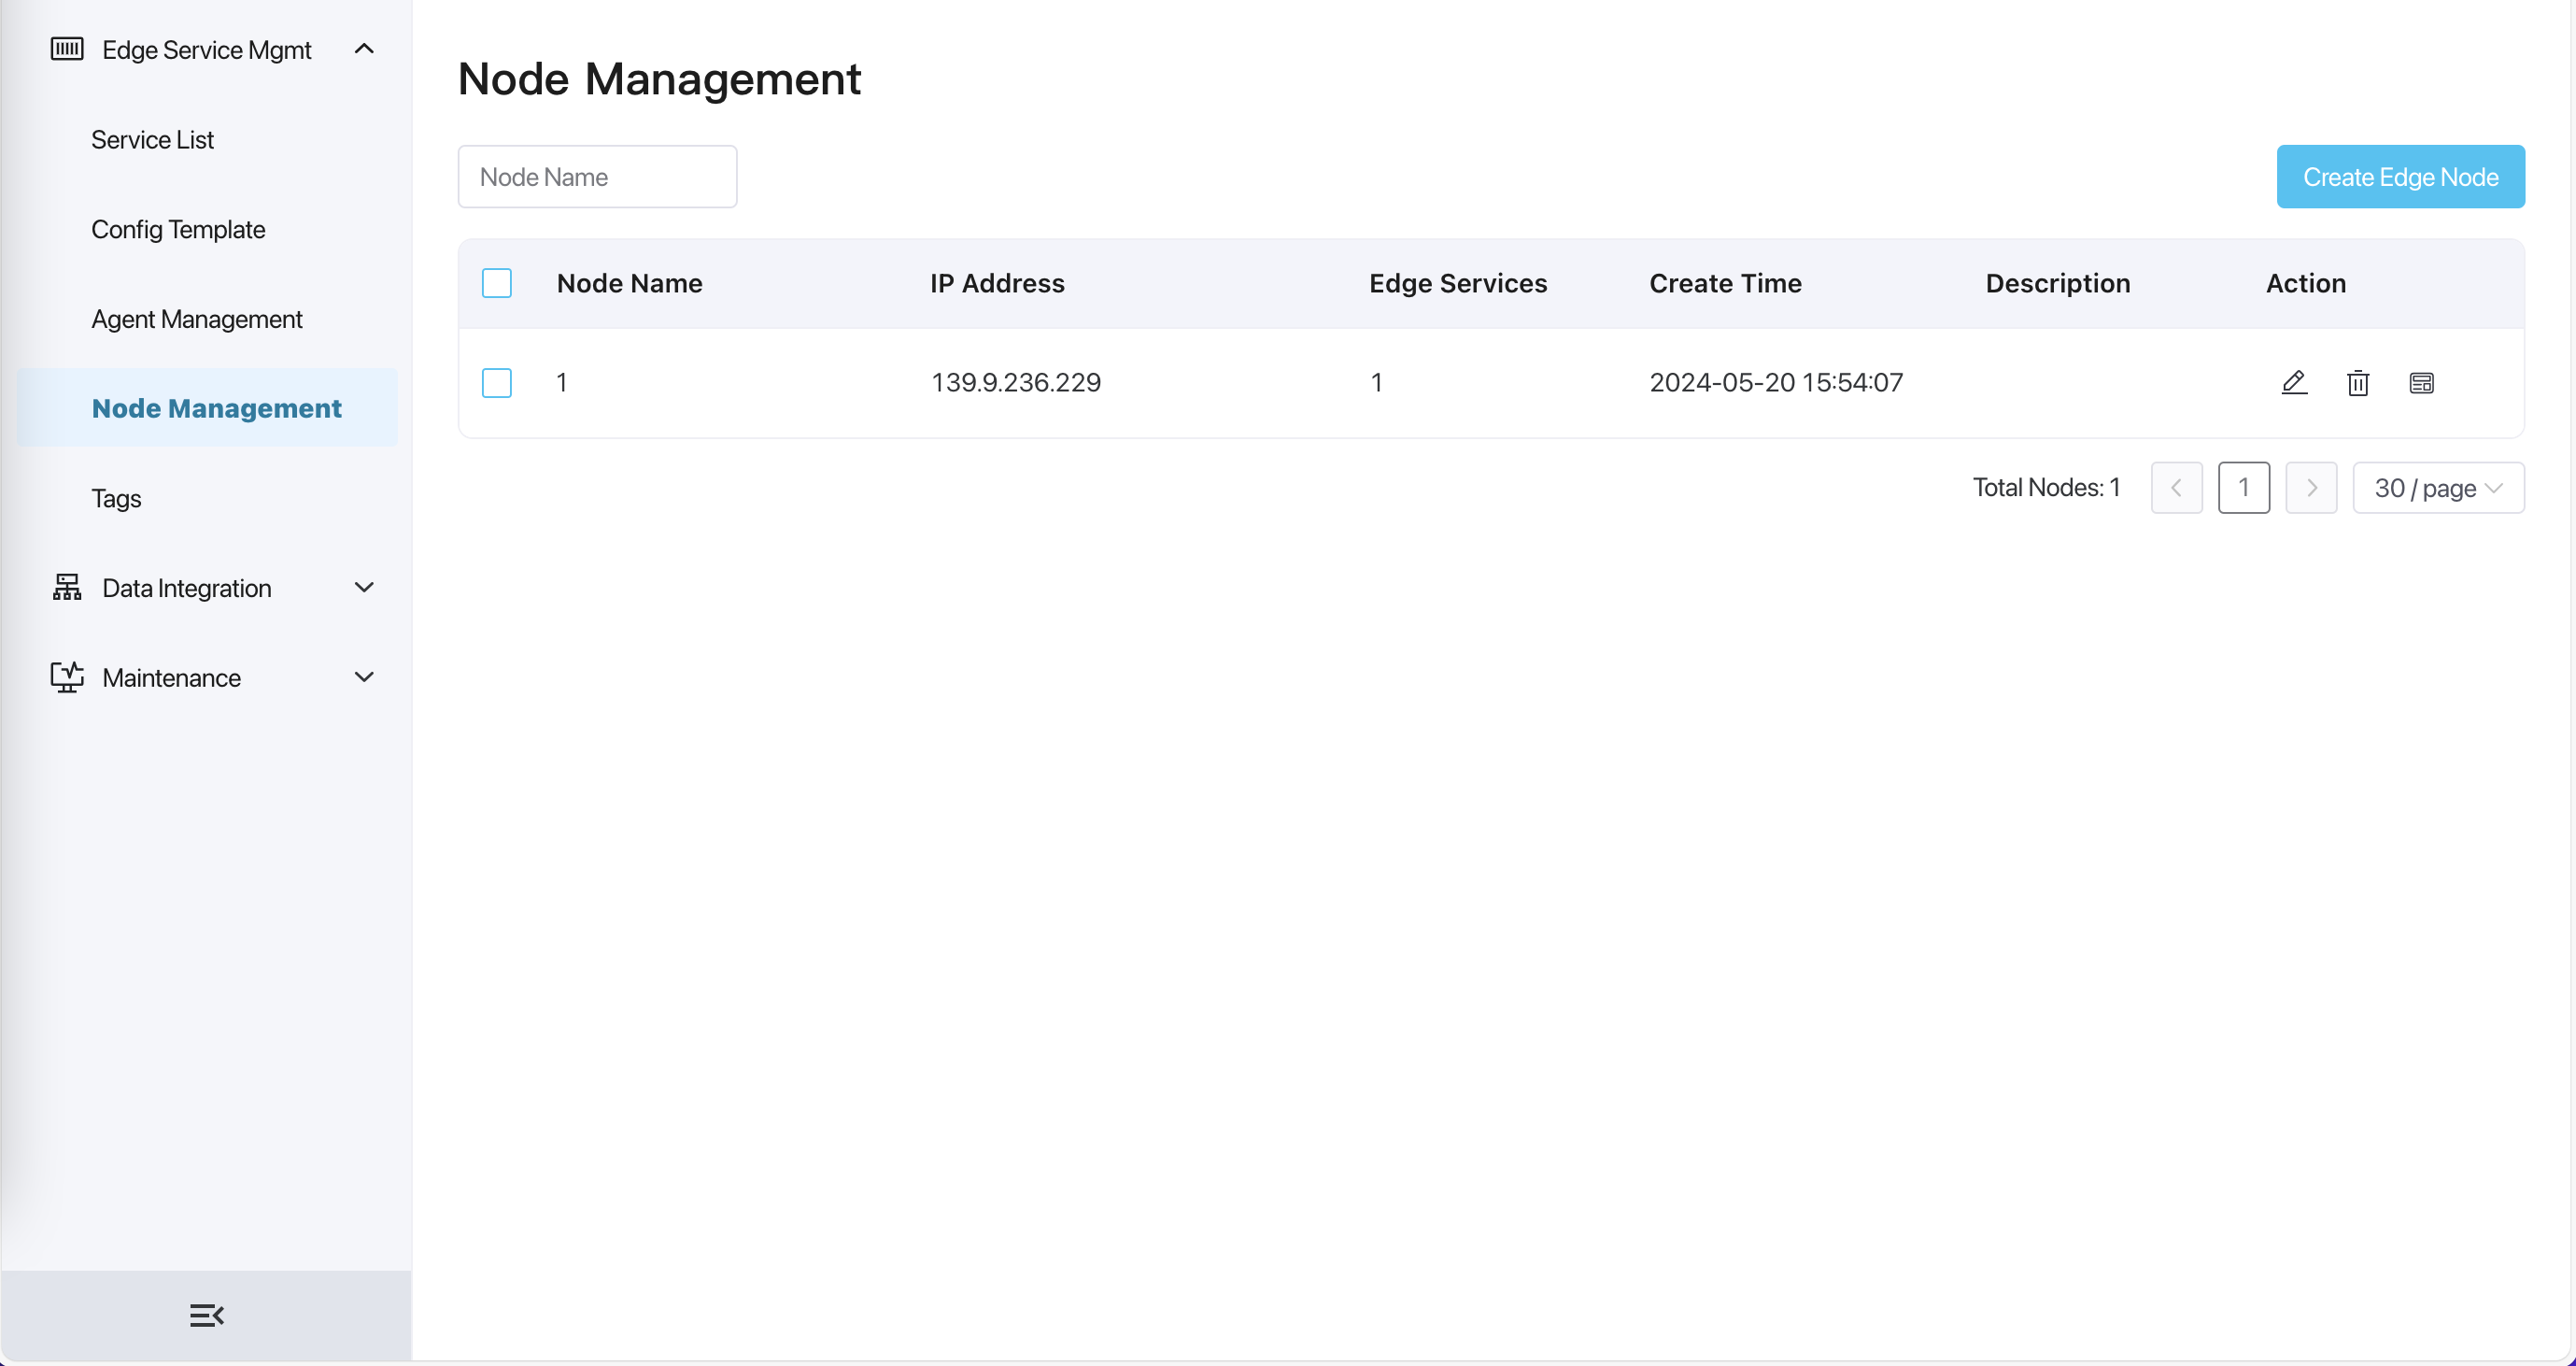 Edge Service Mgmt
Service List
Config Template
Agent Management
Node Management
Tags
Data Integration
Maintenance
Node Management
Node Name
Create Edge Node
Node Name IP Address Edge Services Create Time Description Action
1 139.9.236.229 1 2024-05-20 15:54:07
Total Nodes: 1 1 30 / page